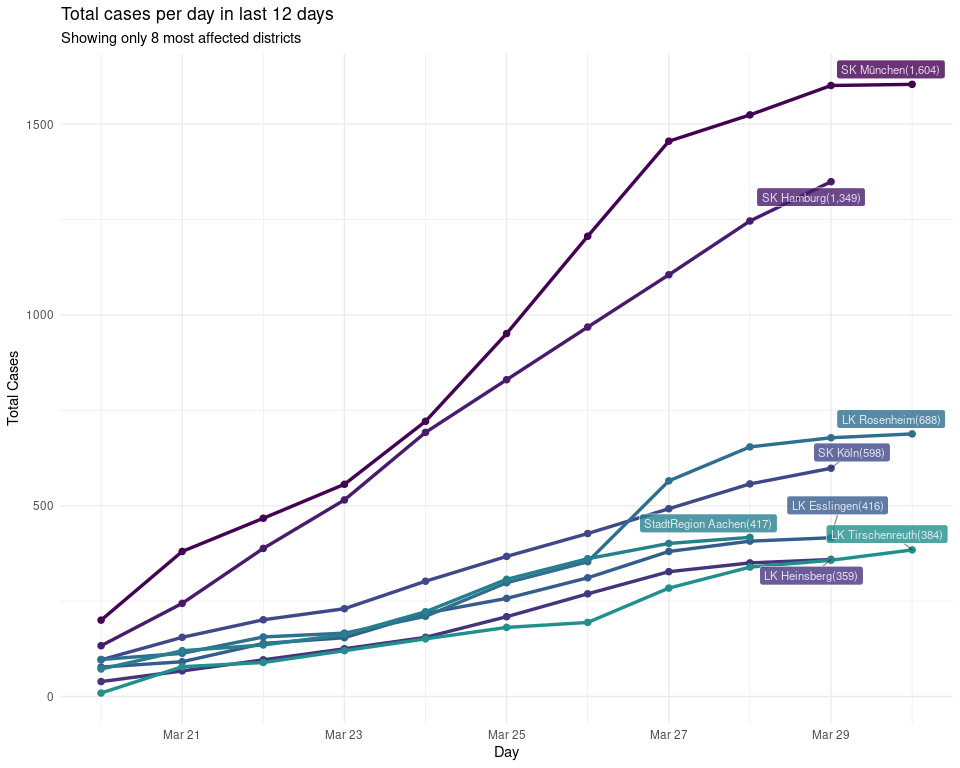 Total cases per day in last 12 days
Showing only 8 most affected districts
SK München(1,604)
1500
SK Hamburg(1,349)
1000
Total Cases
LK Rosenheim(688)
SK Köln(598)
500
LK Esslingen(416)
StadtRegion Aachen(417)
LK Tirschenreuth(384)
LK Heinsberg(359)
0
Mar 21
Mar 23
Mar 25
Mar 27
Mar 29
Day